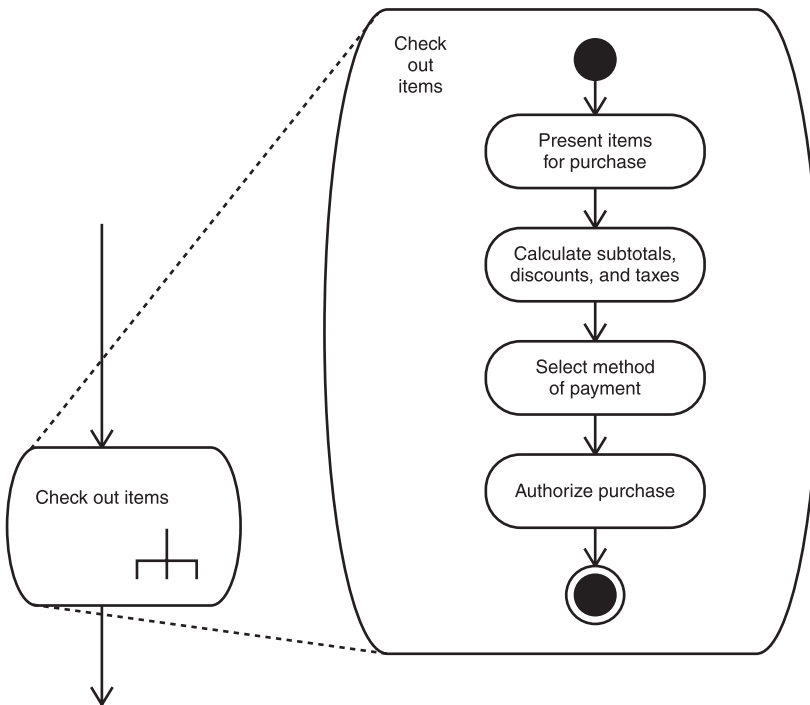 Check
out
items
Present items
for purchase
Calculate subtotals,
discounts, and taxes
Select method
of payment
Authorize purchase
Check out items